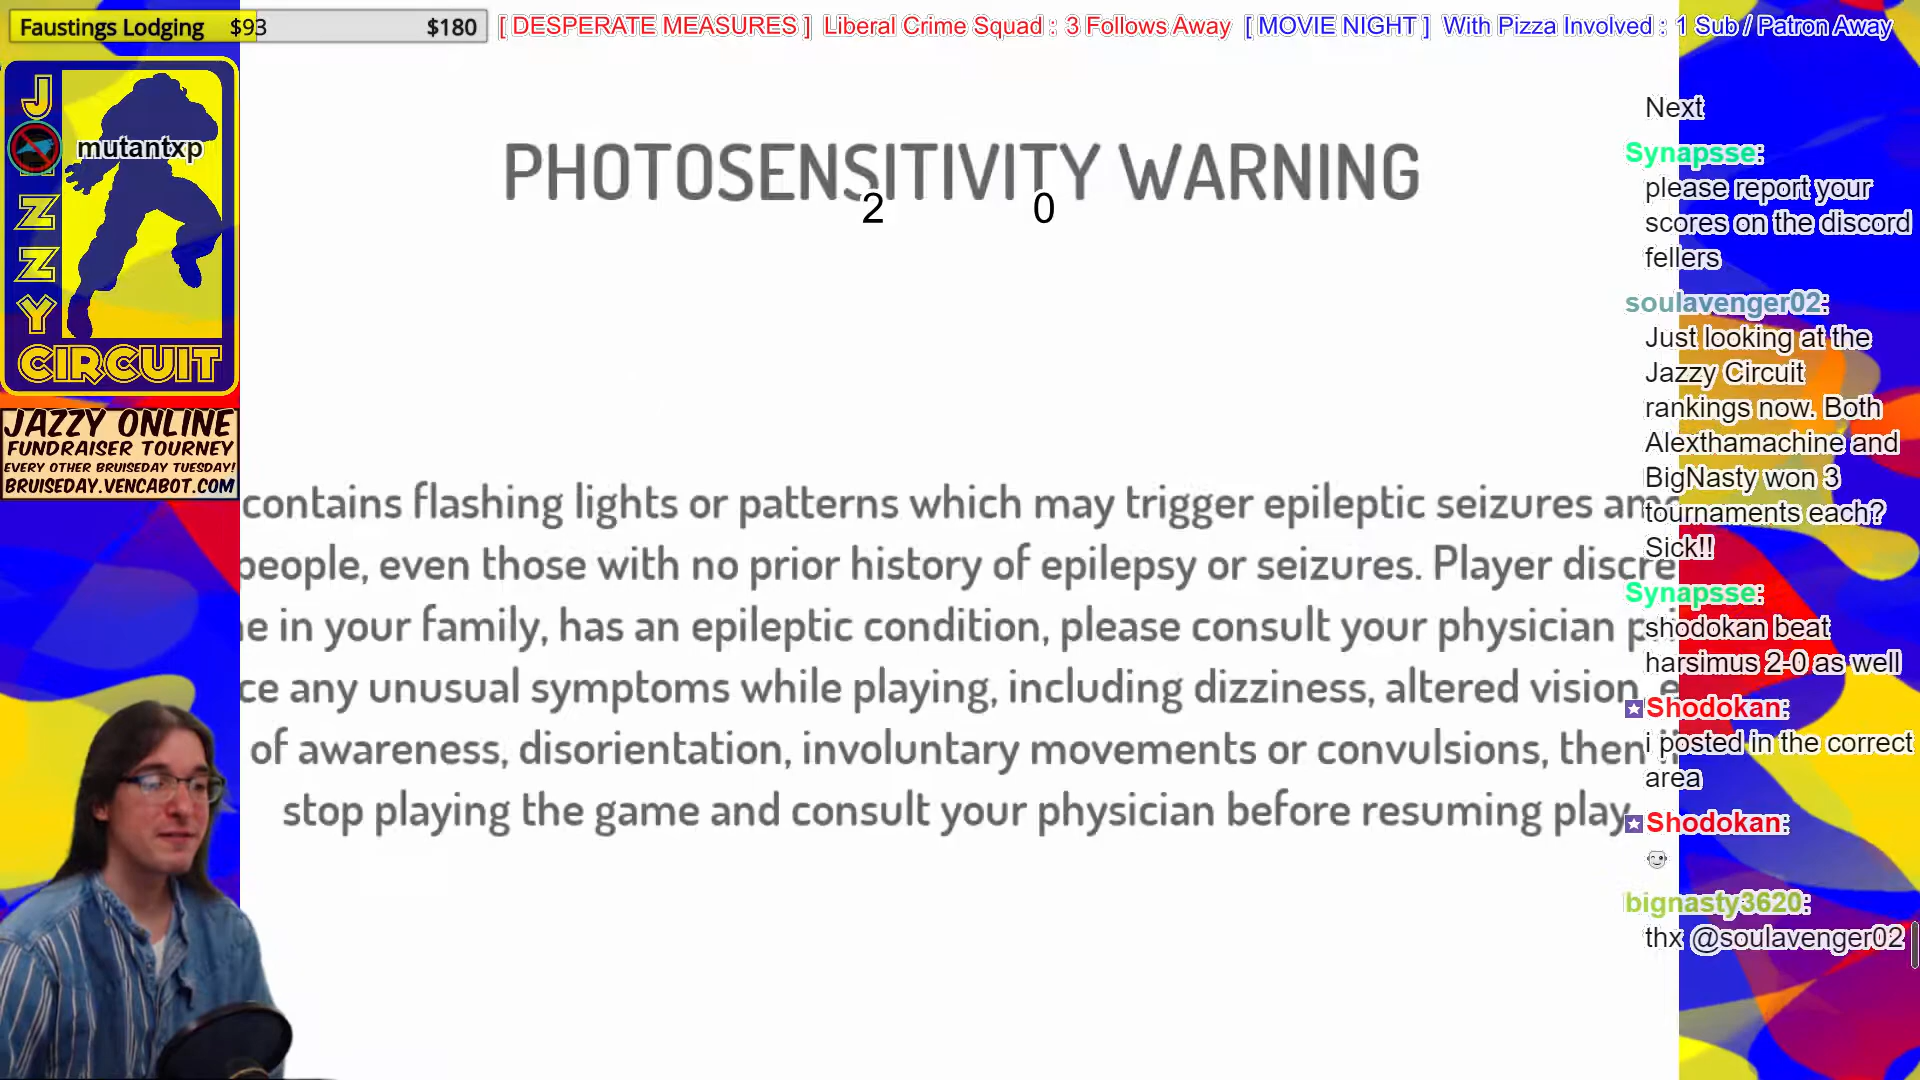 Faustings Lodging $93 $180
[ DESPERATE MEASURES ] Liberal Crime Squad : 3 Follows Away [ MOVIE NIGHT ] With Pizza Involved : 1 Sub / Patron Away
JAZZY
mutantxp
CIRCUIT
JAZZY ONLINE
FUNDRAISER TOURNEY
EVERY OTHER BRUISEDAY TUESDAY!
BRUISEDAY.VENCABOT.COM
PHOTOSENSITIVITY WARNING
2 0
contains flashing lights or patterns which may trigger epileptic seizures
people, even those with no prior history of epilepsy or seizures. Player discre
e in your family, has an epileptic condition, please consult your physician
ce any unusual symptoms while playing, including dizziness, altered vision, e
of awareness, disorientation, involuntary movements or convulsions, then
stop playing the game and consult your physician before resuming play.
Next
Synapsse:
please report your
scores on the discord
fellers
soulavenger02:
Just looking at the
Jazzy Circuit
rankings now. Both
Alexthamachine and
BigNasty won 3
tournaments each?
Sick!!
Synapsse:
shodokan beat
harsimus 2-0 as well
Shodokan:
i posted in the correct
area
Shodokan:
bignasty3620:
thx @soulavenger02